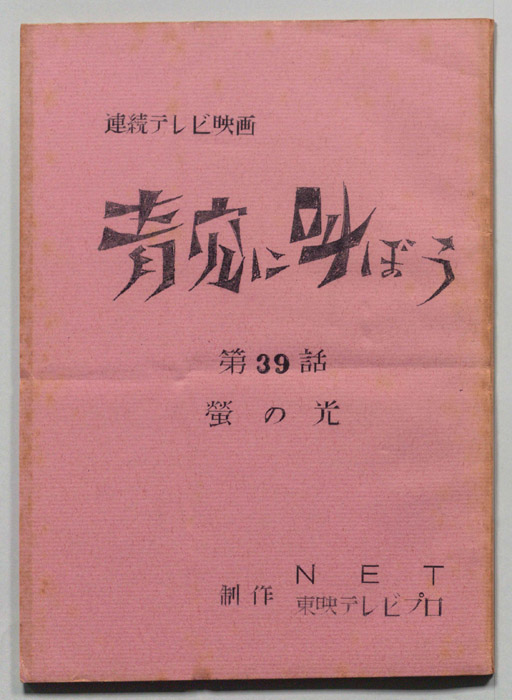 連続テレビ映画
青空に叫ぼう
第39話
螢の光
制作 NET
東映テレビプロ